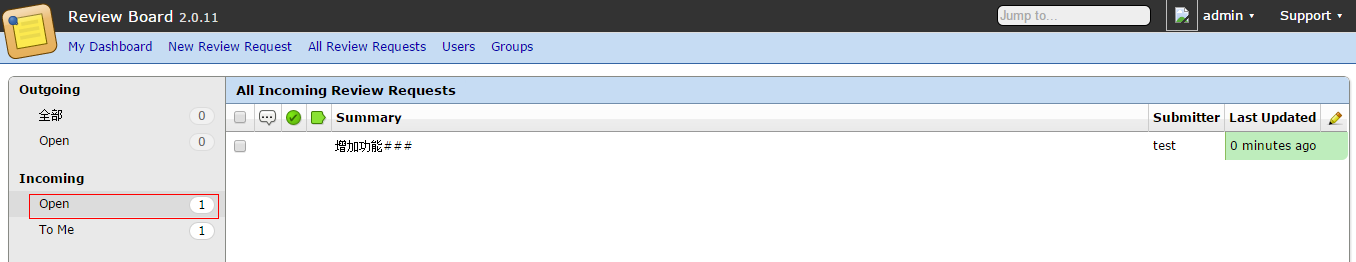 Review Board 2.0.11
Jump to...
admin ▾
Support ▾
My Dashboard New Review Request All Review Requests Users Groups
Outgoing
全部 0
Open 0
Incoming
Open 1
To Me 1
All Incoming Review Requests
Summary Submitter Last Updated
增加功能### test 0 minutes ago